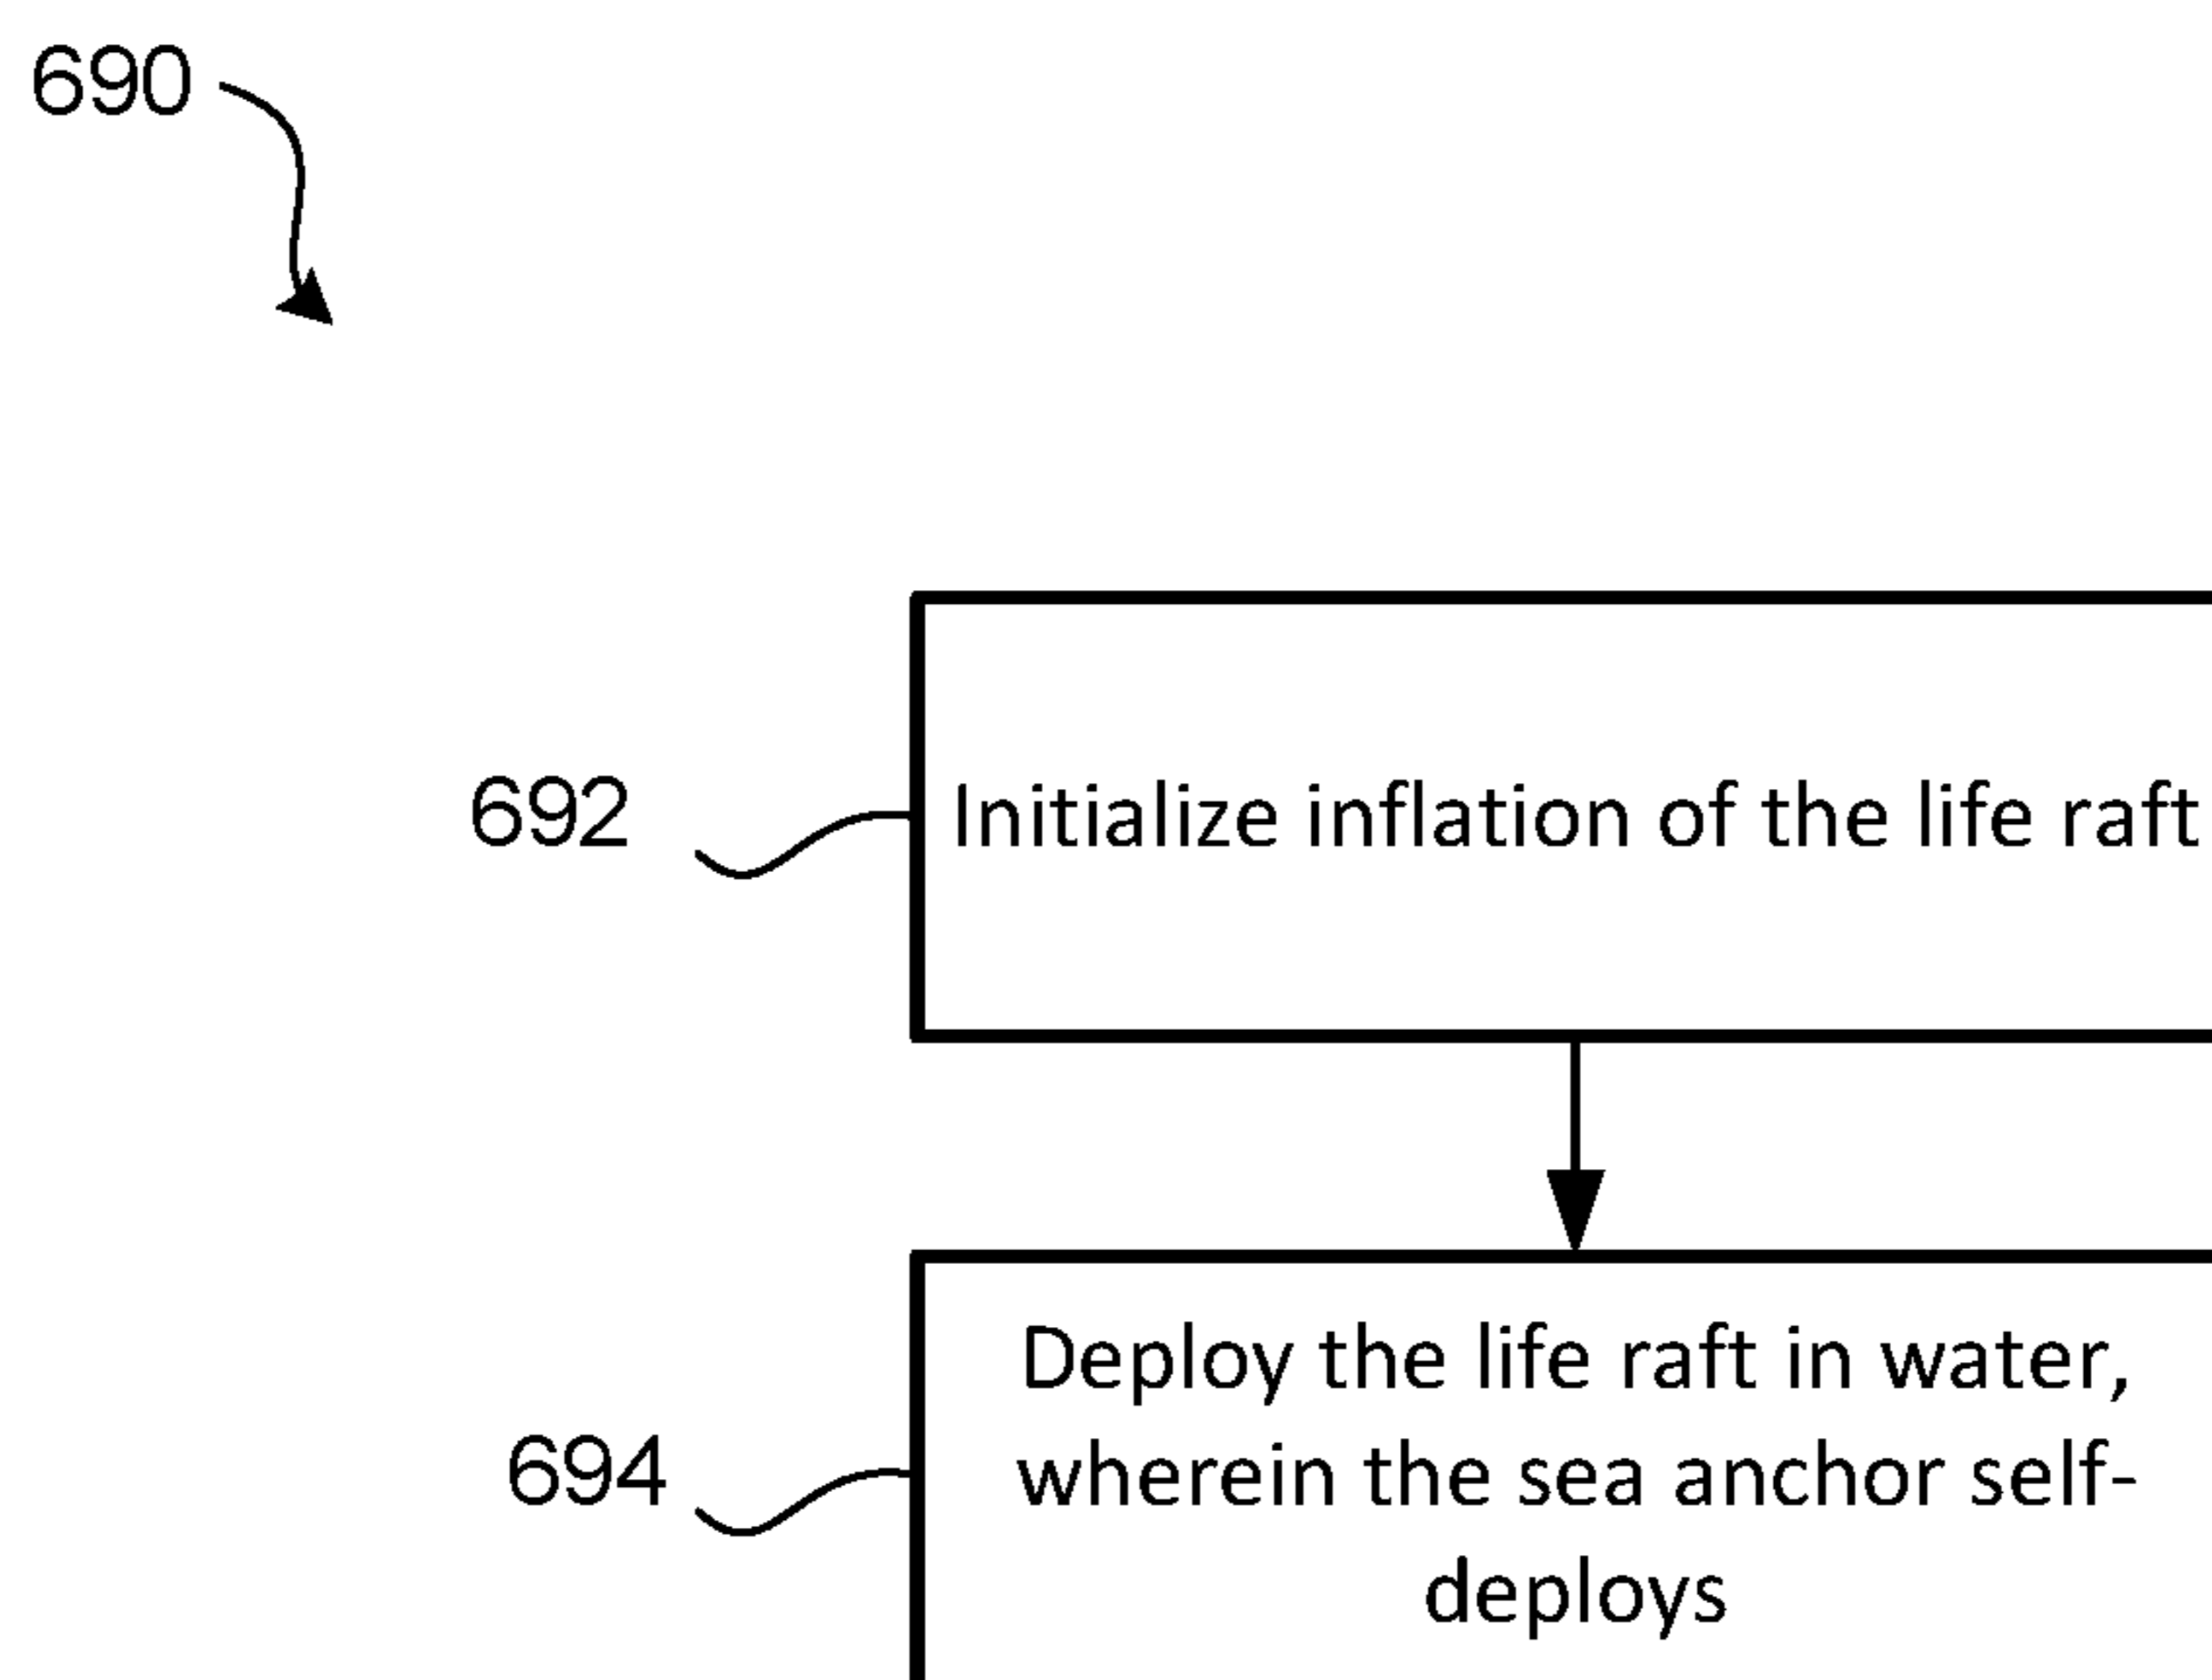 690
692
Initialize inflation of the life raft
694
Deploy the life raft in water,
wherein the sea anchor self-
deploys